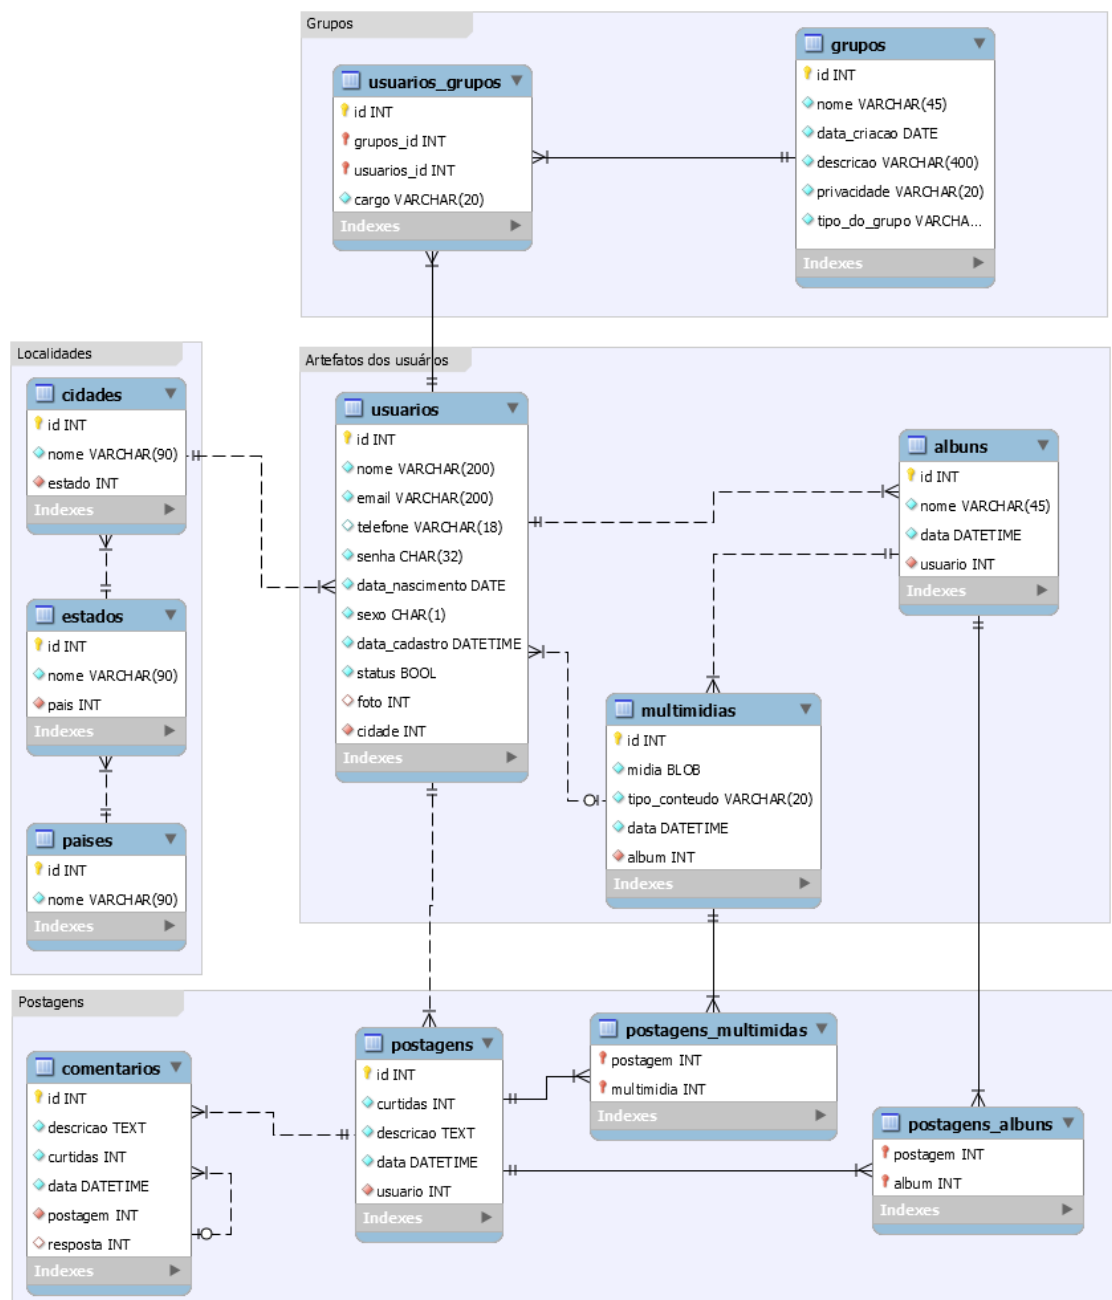 Grupos
usuarios_grupos
id INT
grupos_id INT
usuarios_id INT
cargo VARCHAR(20)
Indexes
grupos
id INT
nome VARCHAR(45)
data_criacao DATE
descricao VARCHAR(400)
privacidade VARCHAR(20)
tipo_do_grupo VARCHA...
Indexes
Localidades
cidades
id INT
nome VARCHAR(90)
estado INT
Indexes
estados
id INT
nome VARCHAR(90)
pais INT
Indexes
paises
id INT
nome VARCHAR(90)
Indexes
Artefatos dos usuários
usuarios
id INT
nome VARCHAR(200)
email VARCHAR(200)
telefone VARCHAR(18)
senha CHAR(32)
data_nascimento DATE
sexo CHAR(1)
data_cadastro DATETIME
status BOOL
foto INT
cidade INT
Indexes
albuns
id INT
nome VARCHAR(45)
data DATETIME
usuario INT
Indexes
multimidias
id INT
midia BLOB
tipo_conteudo VARCHAR(20)
data DATETIME
album INT
Indexes
Postagens
comentarios
id INT
descricao TEXT
curtidas INT
data DATETIME
postagem INT
resposta INT
Indexes
postagens
id INT
curtidas INT
descricao TEXT
data DATETIME
usuario INT
Indexes
postagens_multimidas
postagem INT
multimidia INT
Indexes
postagens_albuns
postagem INT
album INT
Indexes